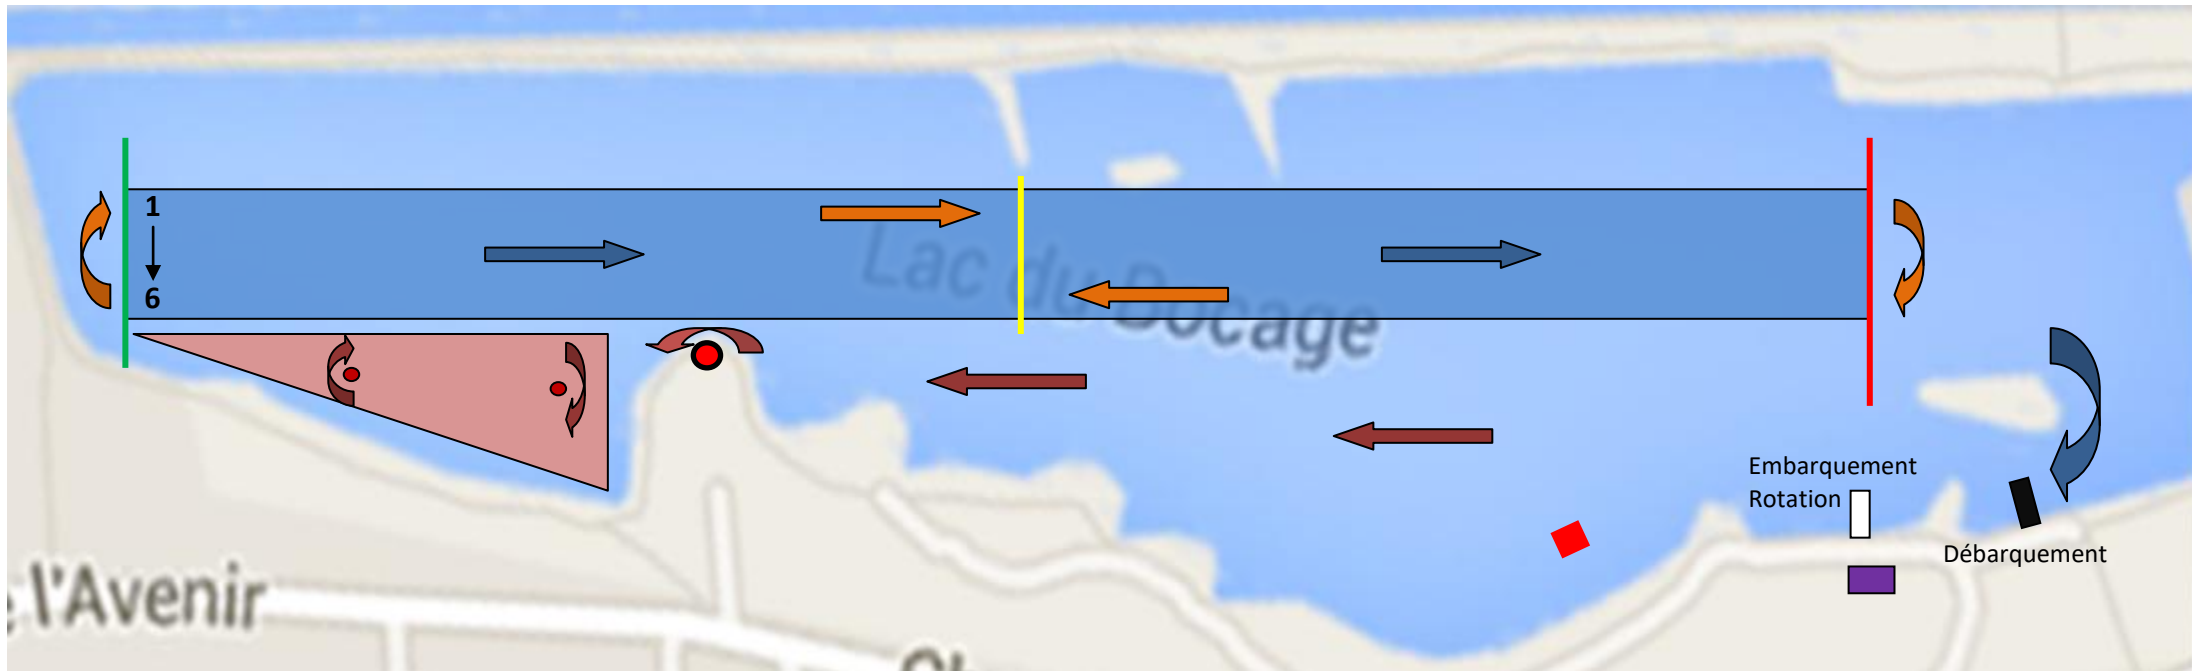 1
6
Lac du Bocage
Embarquement
Rotation
Débarquement
l'Avenir